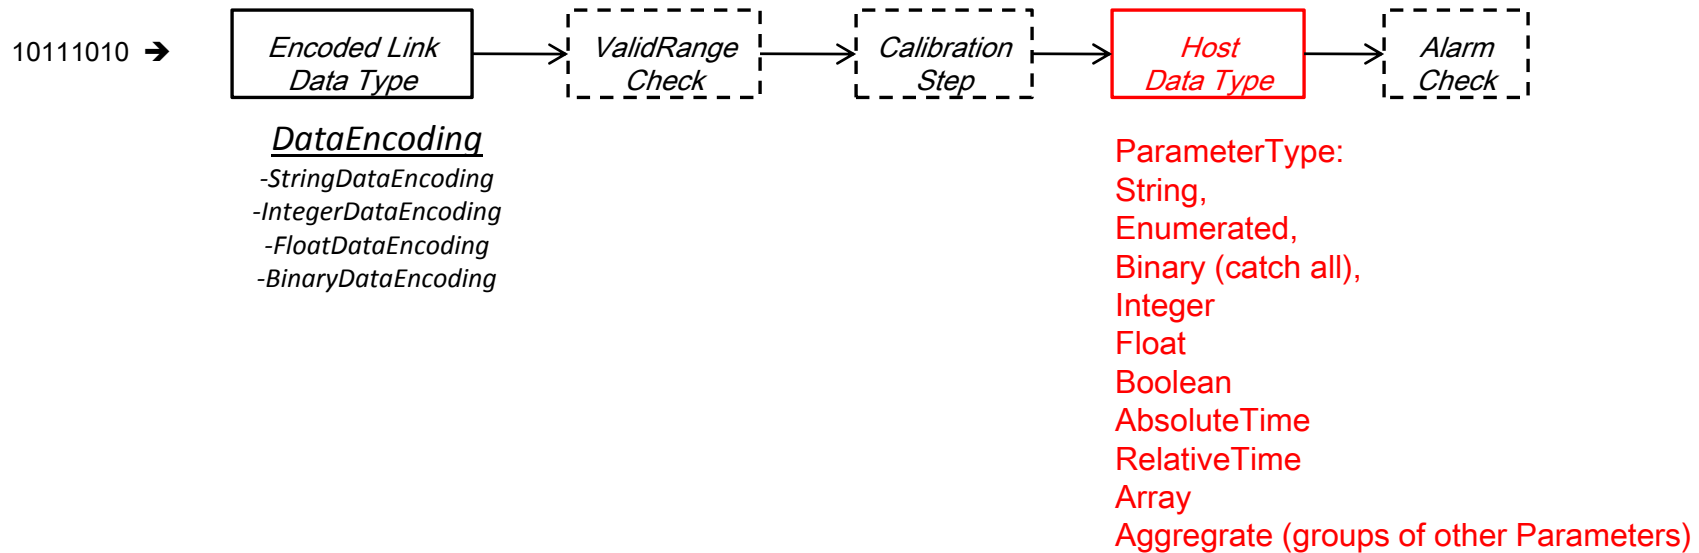 10111010 ➔
Encoded Link
Data Type
ValidRange
Check
Calibration
Step
Host
Data Type
Alarm
Check
DataEncoding
-StringDataEncoding
-IntegerDataEncoding
-FloatDataEncoding
-BinaryDataEncoding
ParameterType:
String,
Enumerated,
Binary (catch all),
Integer
Float
Boolean
AbsoluteTime
RelativeTime
Array
Aggregrate (groups of other Parameters)